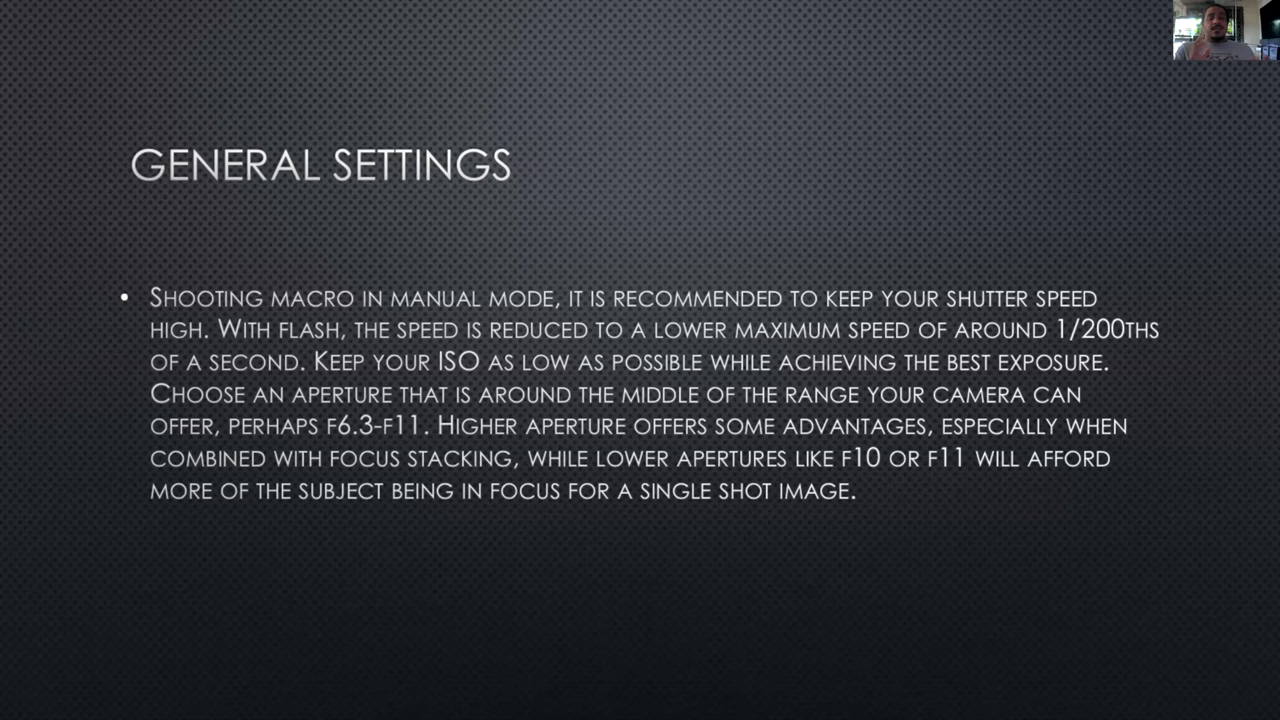 GENERAL SETTINGS
• SHOOTING MACRO IN MANUAL MODE, IT IS RECOMMENDED TO KEEP YOUR SHUTTER SPEED
HIGH. WITH FLASH, THE SPEED IS REDUCED TO A LOWER MAXIMUM SPEED OF AROUND 1/200THS
OF A SECOND. KEEP YOUR ISO AS LOW AS POSSIBLE WHILE ACHIEVING THE BEST EXPOSURE.
CHOOSE AN APERTURE THAT IS AROUND THE MIDDLE OF THE RANGE YOUR CAMERA CAN
OFFER, PERHAPS F6.3-F11. HIGHER APERTURE OFFERS SOME ADVANTAGES, ESPECIALLY WHEN
COMBINED WITH FOCUS STACKING, WHILE LOWER APERTURES LIKE F10 OR F11 WILL AFFORD
MORE OF THE SUBJECT BEING IN FOCUS FOR A SINGLE SHOT IMAGE.